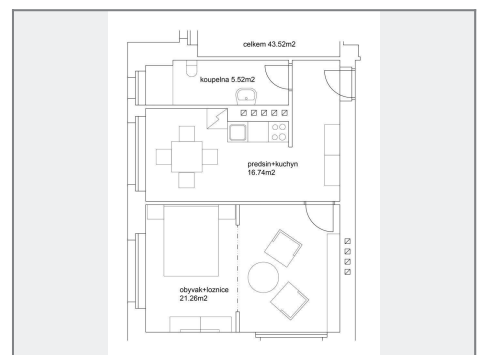 celkem 43.52m2
koupelna 5.52m2
predsin+kuchyn
16.74m2
obyvak+loznice
21.26m2